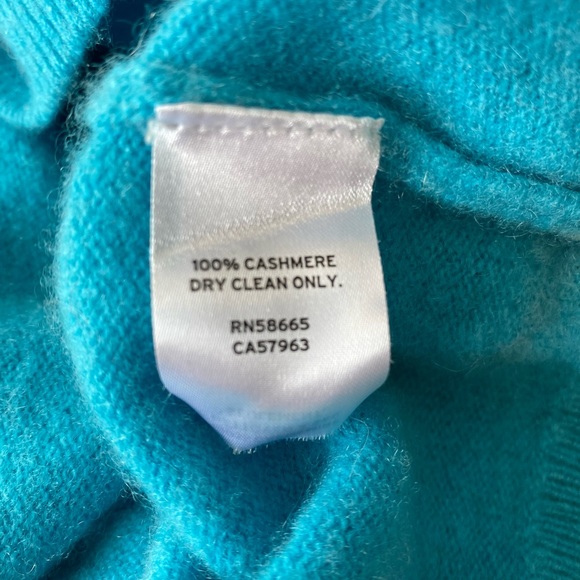 100% CASHMERE
DRY CLEAN ONLY.
RN58665
CA57963